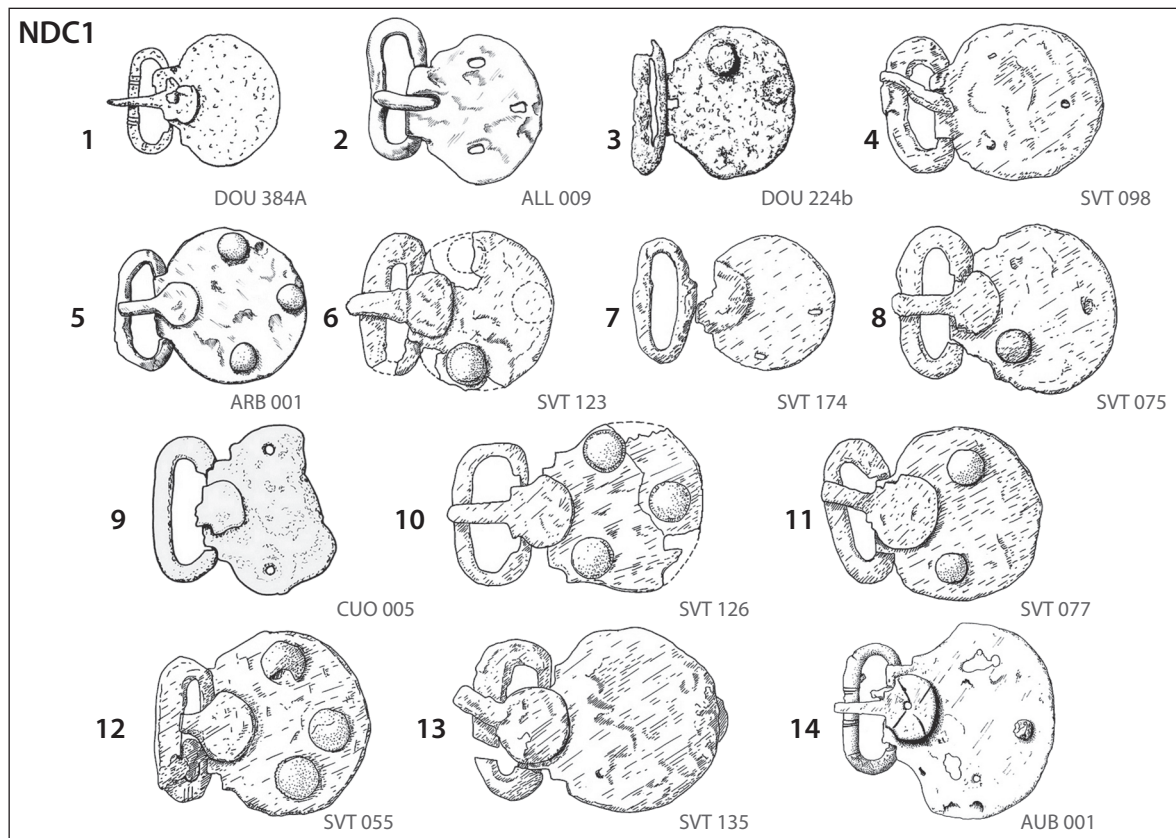 NDC1
1
DOU 384A
2
ALL 009
3
DOU 224b
4
SVT 098
5
ARB 001
6
SVT 123
7
SVT 174
8
SVT 075
9
CUO 005
10
SVT 126
11
SVT 077
12
SVT 055
13
SVT 135
14
AUB 001